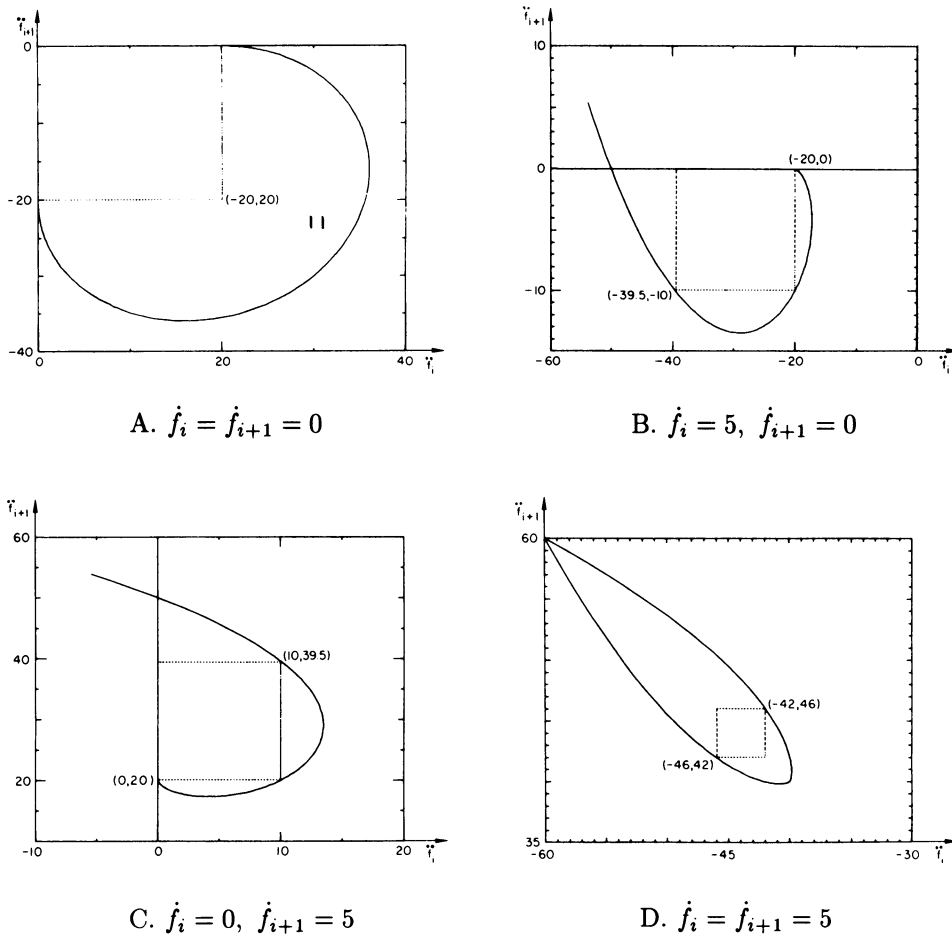 f̈ᵢ₊₁
0
-20
-40
0
20
40
f̈ᵢ
(-20,20)
II
A. ḟᵢ = ḟᵢ₊₁ = 0
f̈ᵢ₊₁
10
0
-10
-15
-60
-40
-20
0
f̈ᵢ
(-20,0)
(-39.5,-10)
B. ḟᵢ = 5, ḟᵢ₊₁ = 0
f̈ᵢ₊₁
60
40
20
10
-10
0
10
20
f̈ᵢ
(10,39.5)
(0,20)
C. ḟᵢ = 0, ḟᵢ₊₁ = 5
f̈ᵢ₊₁
60
35
-60
-45
-30
f̈ᵢ
(-42,46)
(-46,42)
D. ḟᵢ = ḟᵢ₊₁ = 5